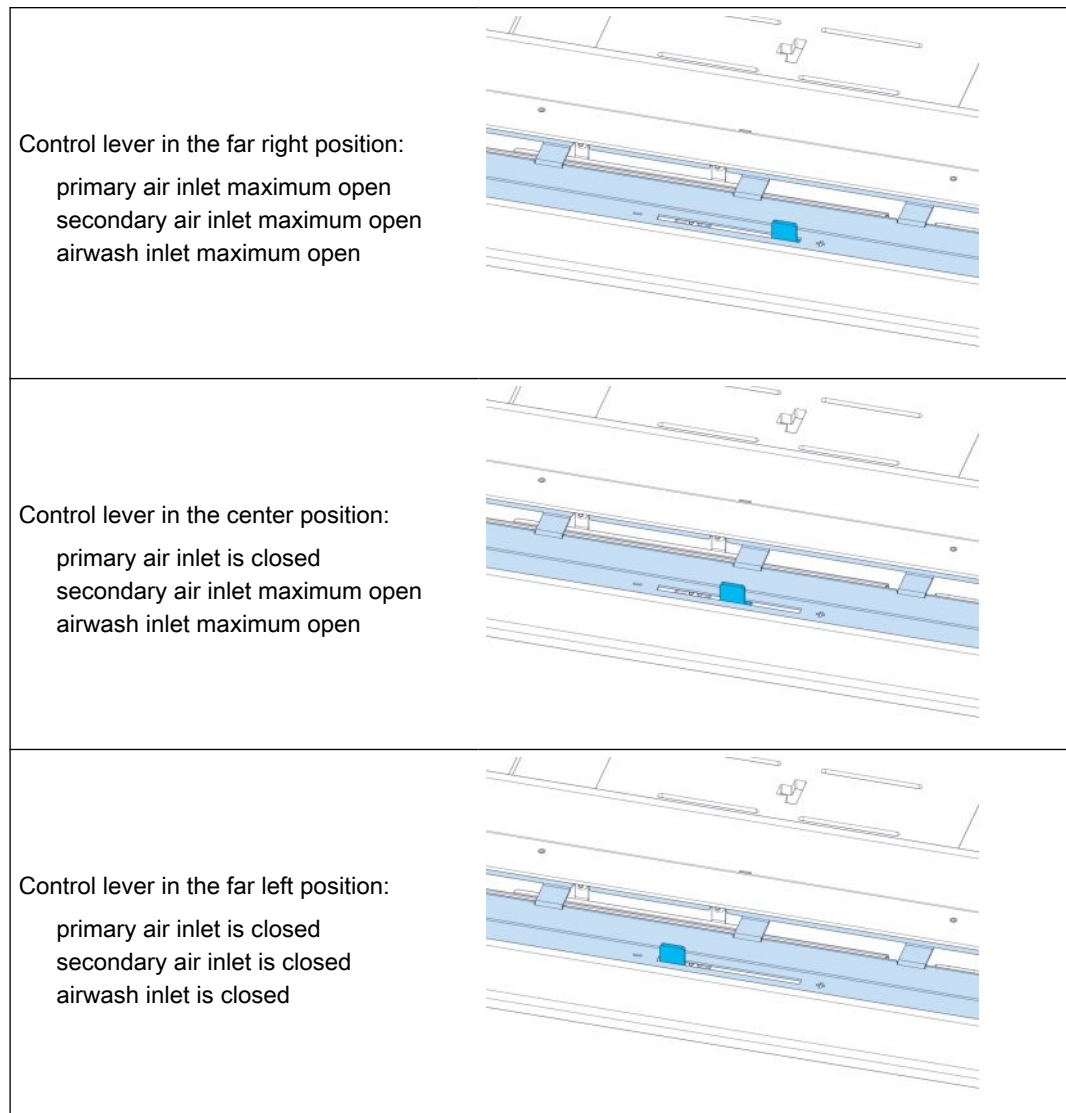 Control lever in the far right position:
primary air inlet maximum open
secondary air inlet maximum open
airwash inlet maximum open
Control lever in the center position:
primary air inlet is closed
secondary air inlet maximum open
airwash inlet maximum open
Control lever in the far left position:
primary air inlet is closed
secondary air inlet is closed
airwash inlet is closed